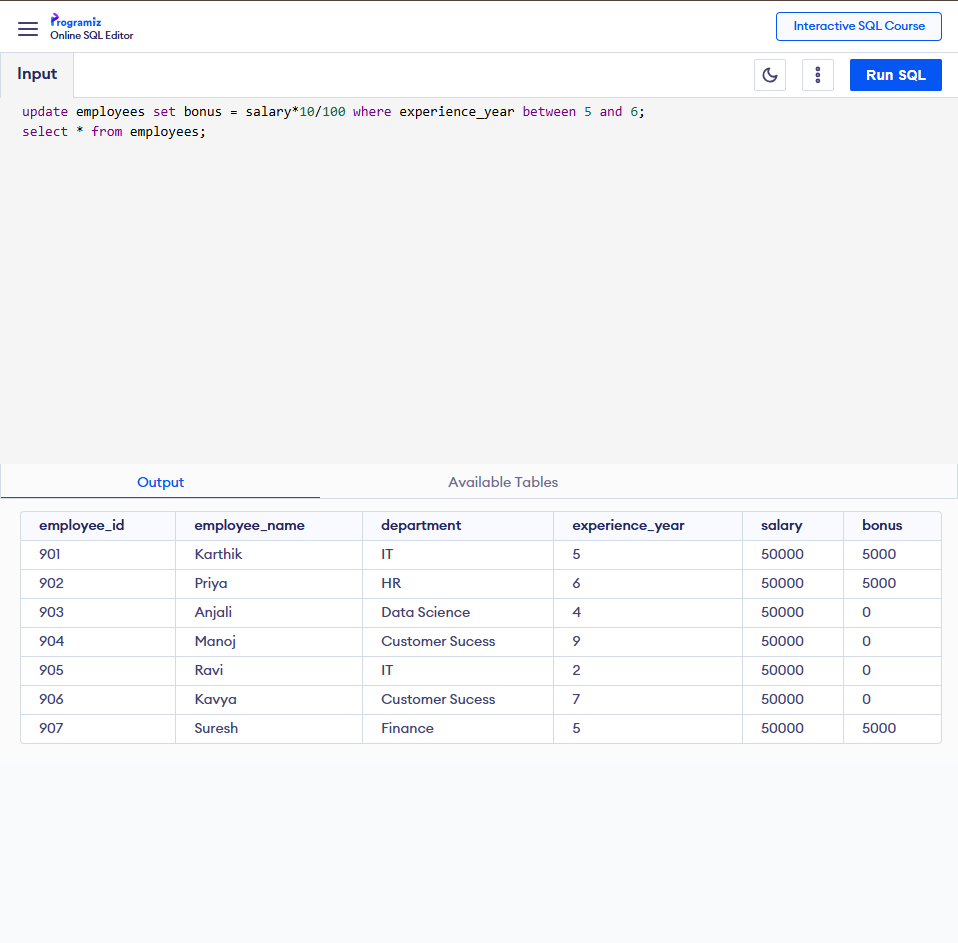 Programiz
Online SQL Editor
Interactive SQL Course
Input
Run SQL
update employees set bonus = salary*10/100 where experience_year between 5 and 6;
select * from employees;
Output Available Tables
employee_id employee_name department experience_year salary bonus
901 Karthik IT 5 50000 5000
902 Priya HR 6 50000 5000
903 Anjali Data Science 4 50000 0
904 Manoj Customer Sucess 9 50000 0
905 Ravi IT 2 50000 0
906 Kavya Customer Sucess 7 50000 0
907 Suresh Finance 5 50000 5000